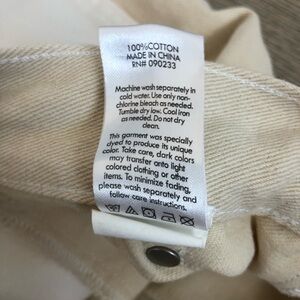 100%COTTON
MADE IN CHINA
RN# 090233
Machine wash separately in
cold water. Use only non-
chlorine bleach as needed.
Tumble dry low. Cool iron
as needed. Do not dry
clean.
This garment was specially
dyed to produce its unique
color. Take care, dark colors
may transfer onto light
colored clothing or other
items. To minimize fading,
please wash separately and
follow care instructions.